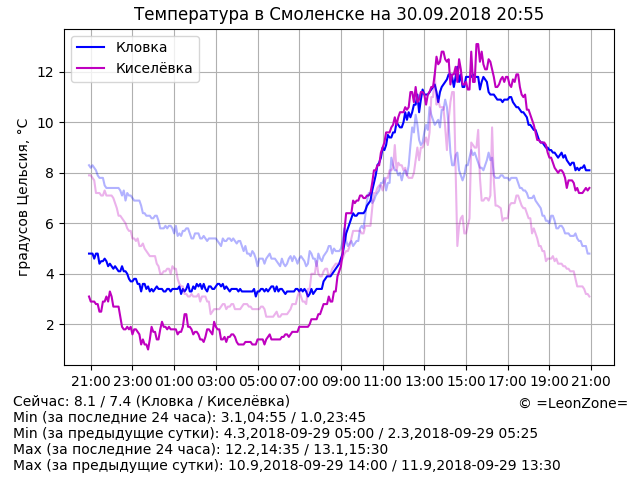 Температура в Смоленске на 30.09.2018 20:55
Кловка
Киселёвка
градусов Цельсия, °C
12
10
8
6
4
2
21:00 23:00 01:00 03:00 05:00 07:00 09:00 11:00 13:00 15:00 17:00 19:00 21:00
Сейчас: 8.1 / 7.4 (Кловка / Киселёвка)
© =LeonZone=
Min (за последние 24 часа): 3.1,04:55 / 1.0,23:45
Min (за предыдущие сутки): 4.3,2018-09-29 05:00 / 2.3,2018-09-29 05:25
Max (за последние 24 часа): 12.2,14:35 / 13.1,15:30
Max (за предыдущие сутки): 10.9,2018-09-29 14:00 / 11.9,2018-09-29 13:30